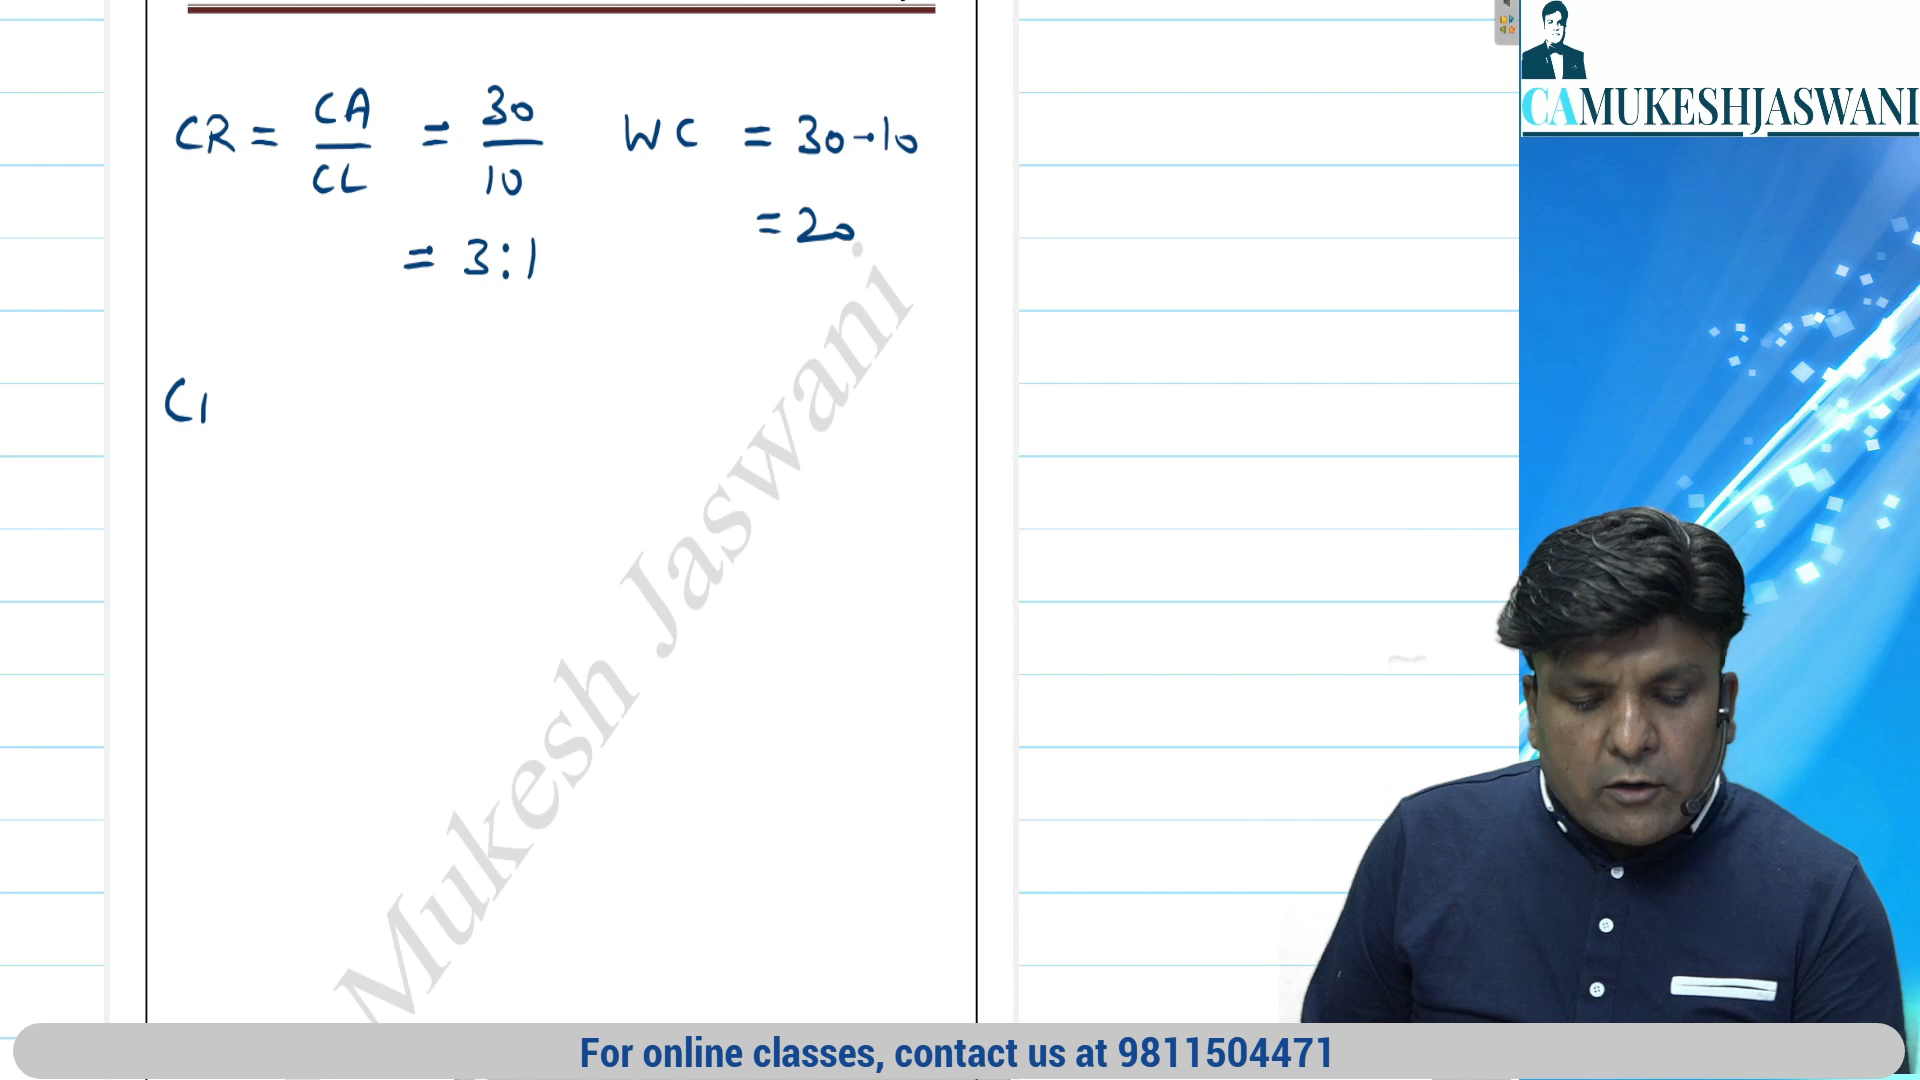 CR = CA/CL = 30/10 WC = 30-10
= 3:1 = 20
C
Mukesh Jaswani
CAMUKESHJASWANI
For online classes, contact us at 9811504471